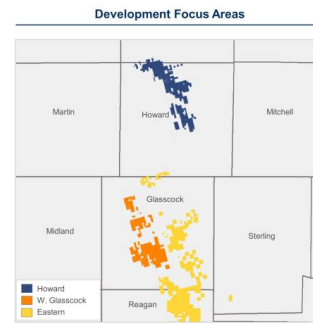 Development Focus Areas
Martin
Howard
Mitchell
Midland
Glasscock
Sterling
Reagan
Howard
W. Glasscock
Eastern